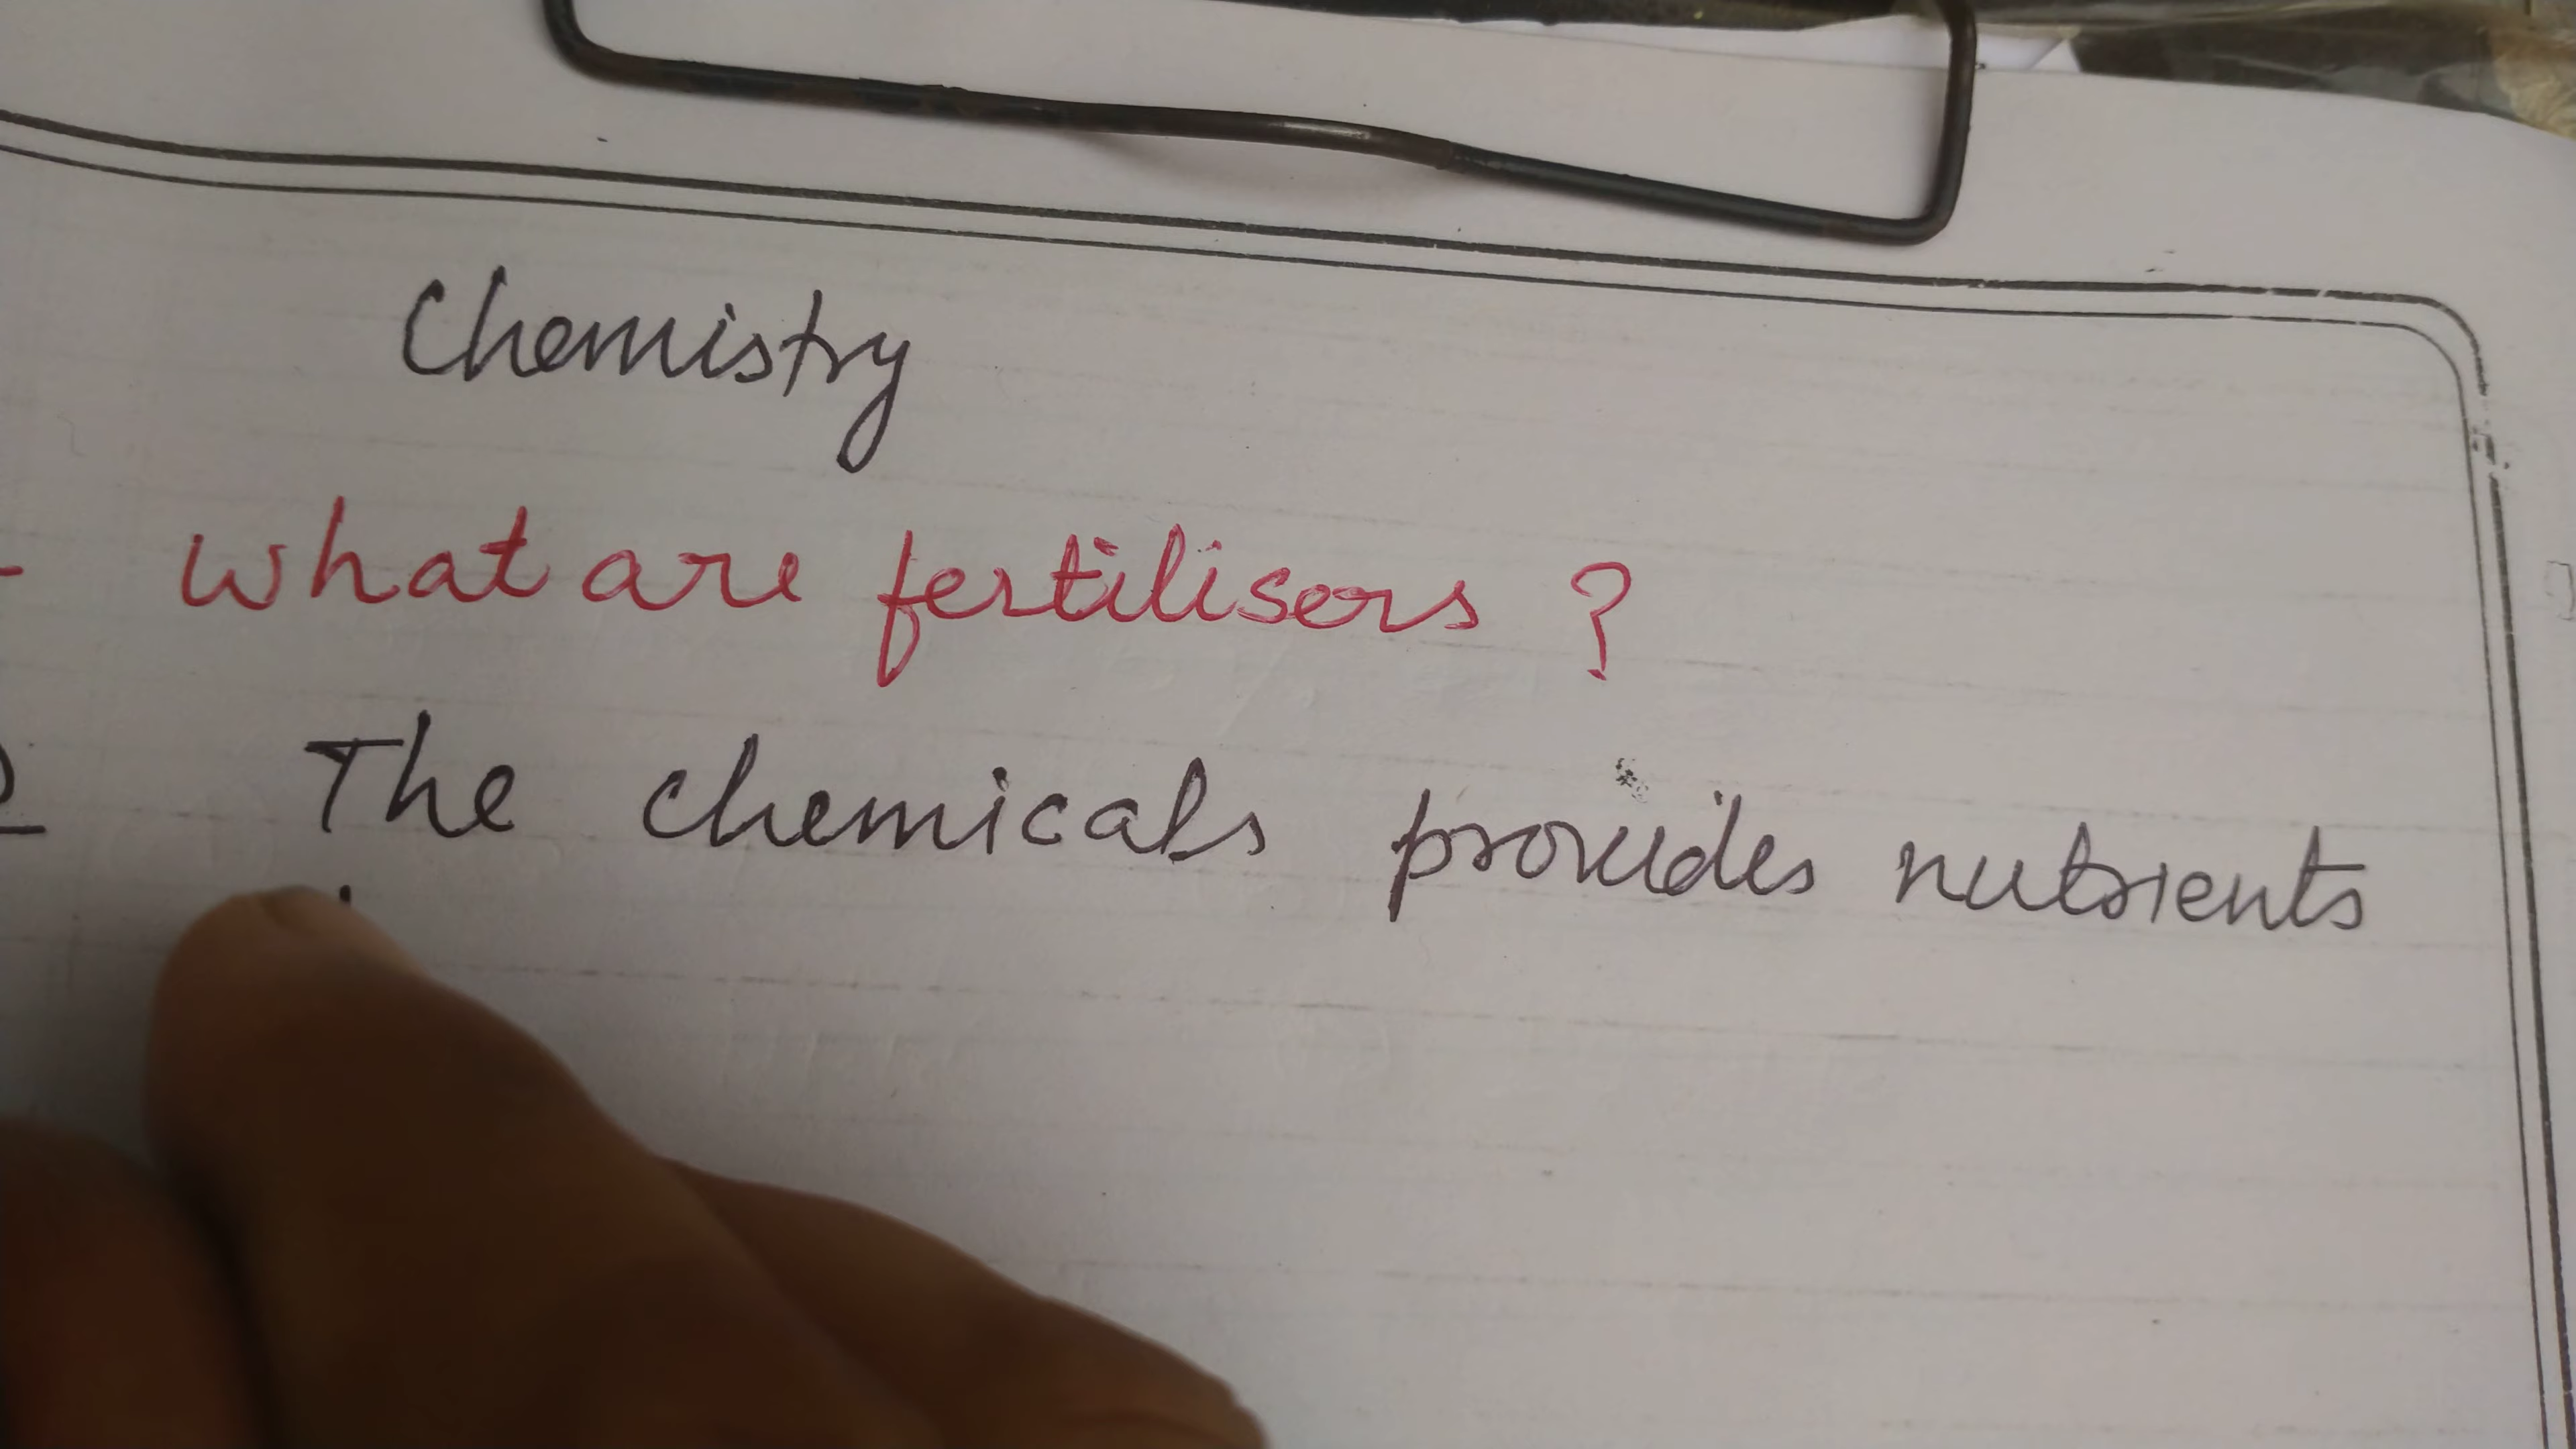 Chemistry
- What are fertilisers ?
The chemicals provides nutrients